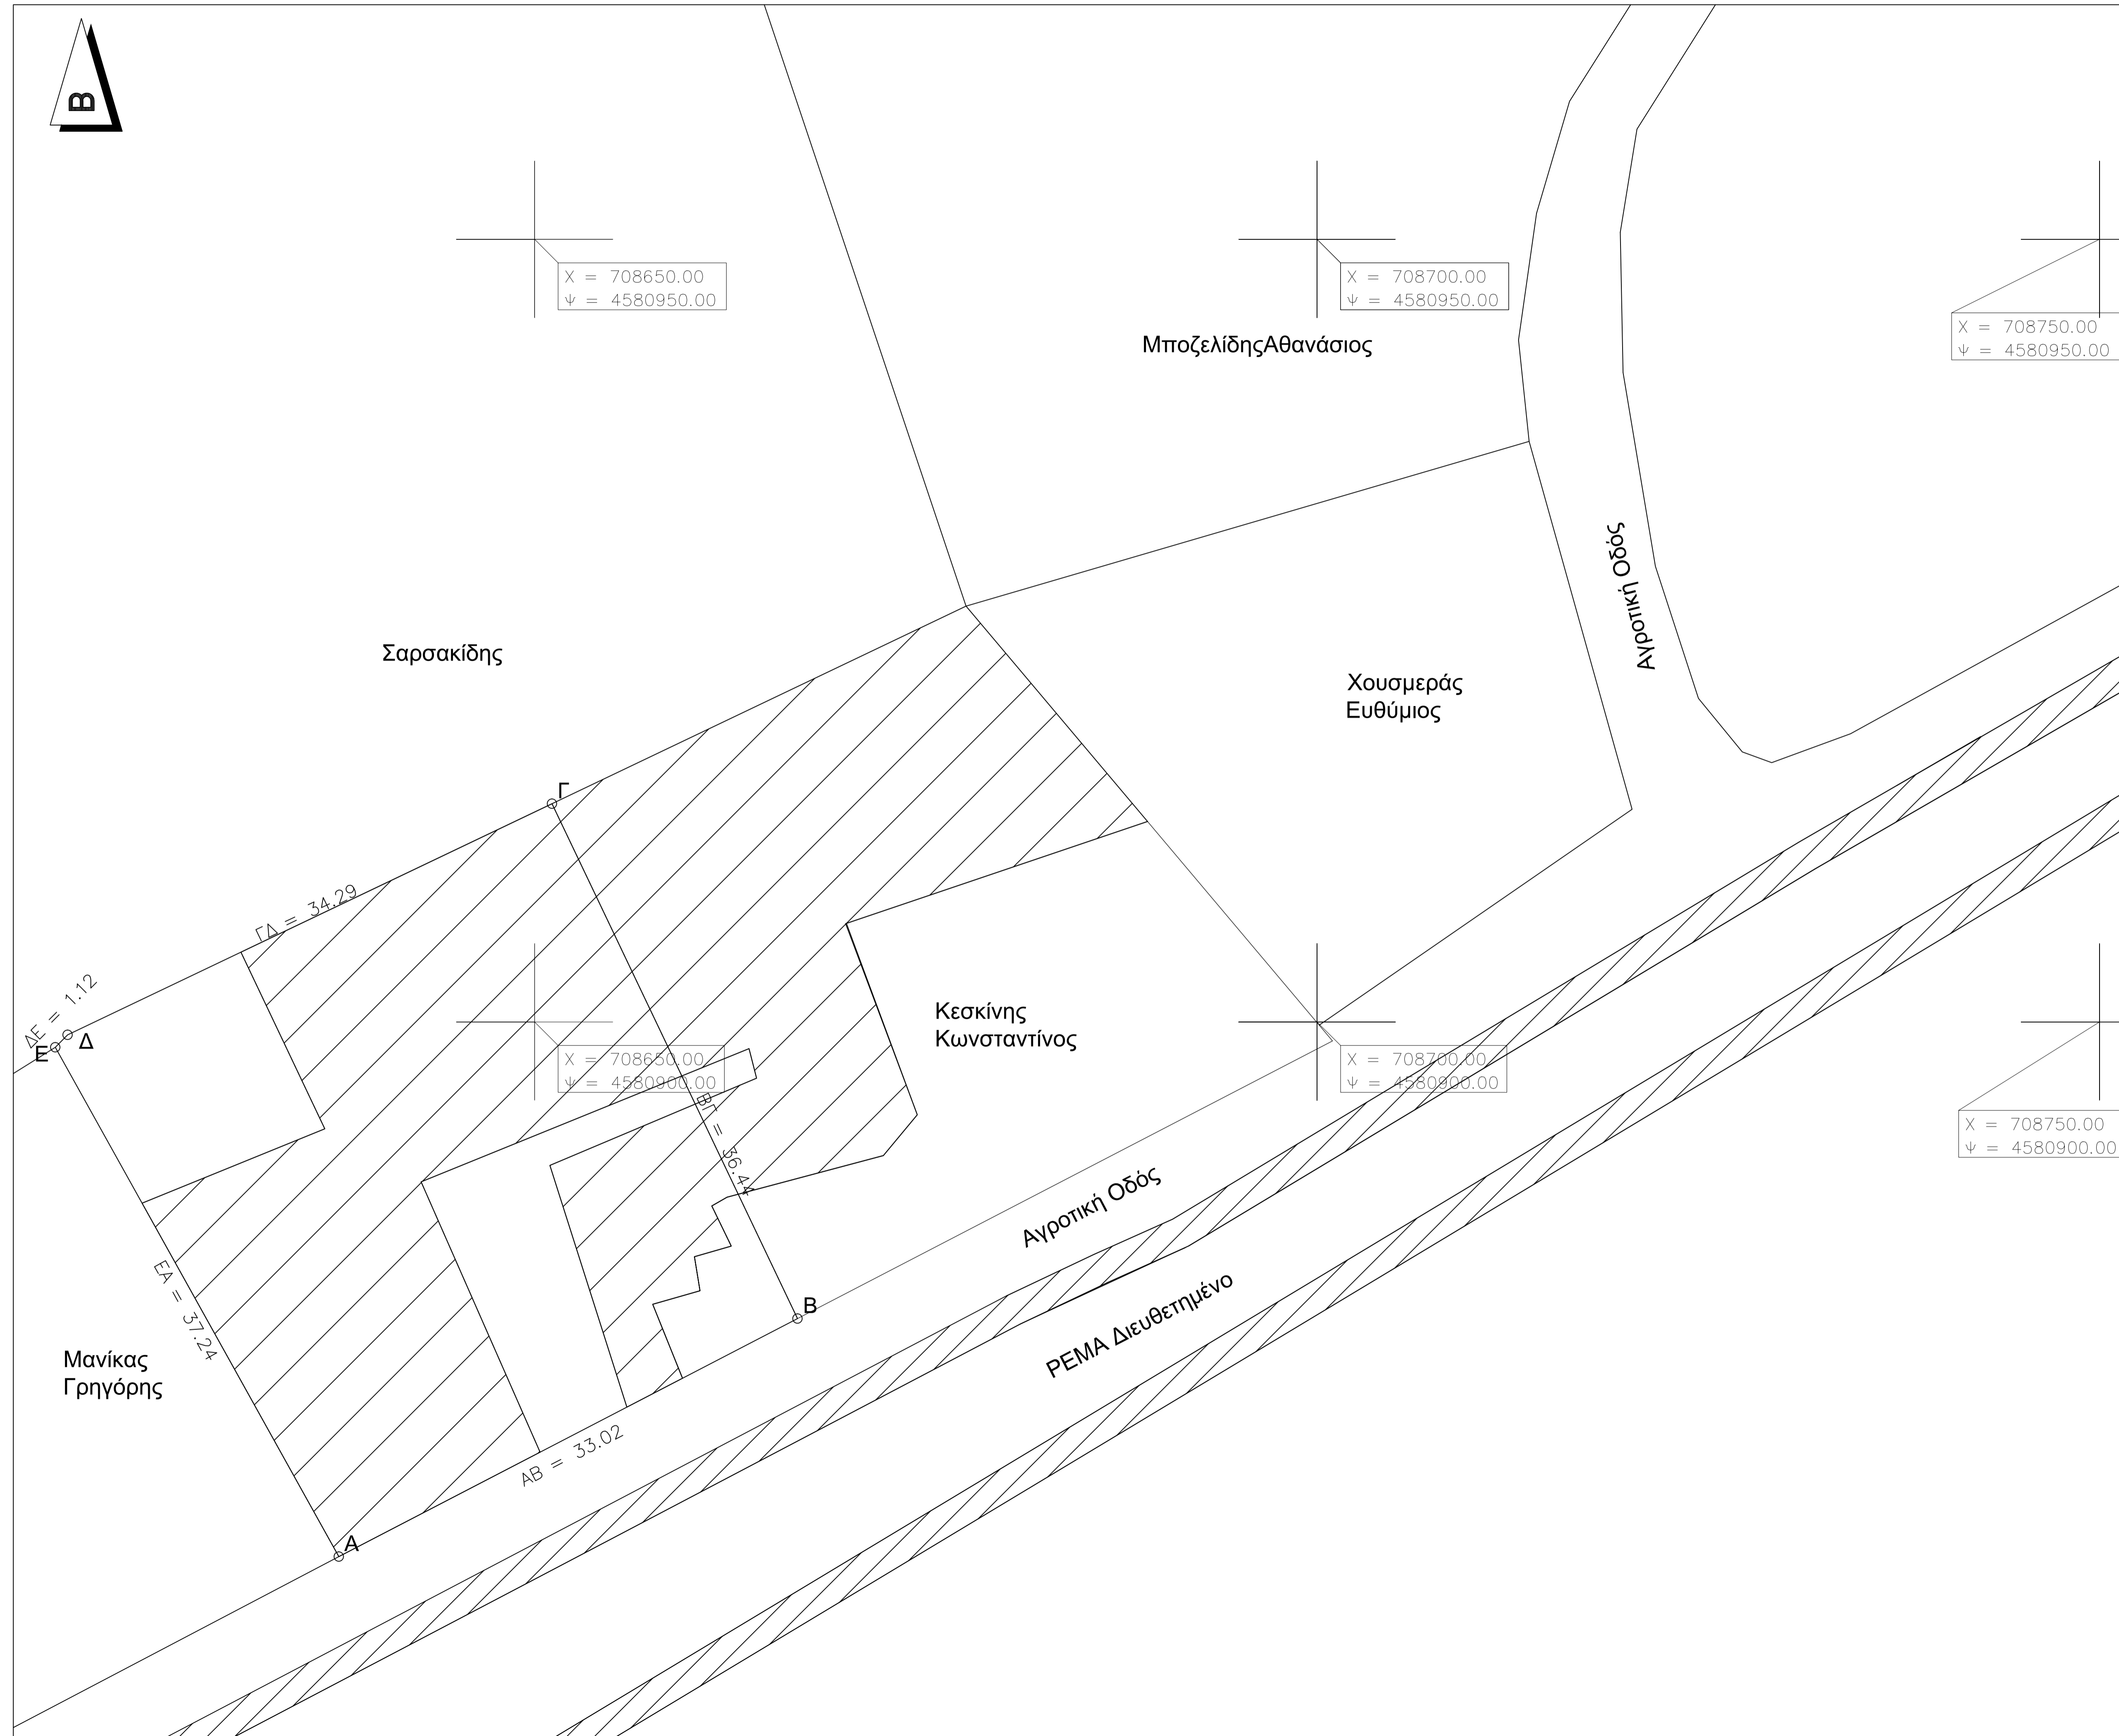 Β
X = 708650.00
Ψ = 4580950.00
X = 708700.00
Ψ = 4580950.00
X = 708750.00
Ψ = 4580950.00
ΜποζελίδηςΑθανάσιος
Αγροτική Οδός
Σαρσακίδης
Χουσμεράς
Ευθύμιος
Γ
ΓΔ = 34.29
ΔΕ = 1.12
Δ
Ε
Κεσκίνης
Κωνσταντίνος
X = 708650.00
Ψ = 4580900.00
X = 708700.00
Ψ = 4580900.00
X = 708750.00
Ψ = 4580900.00
ΒΓ = 36.44
Αγροτική Οδός
ΕΑ = 37.24
Β
ΡΕΜΑ Διευθετημένο
Μανίκας
Γρηγόρης
ΑΒ = 33.02
Α